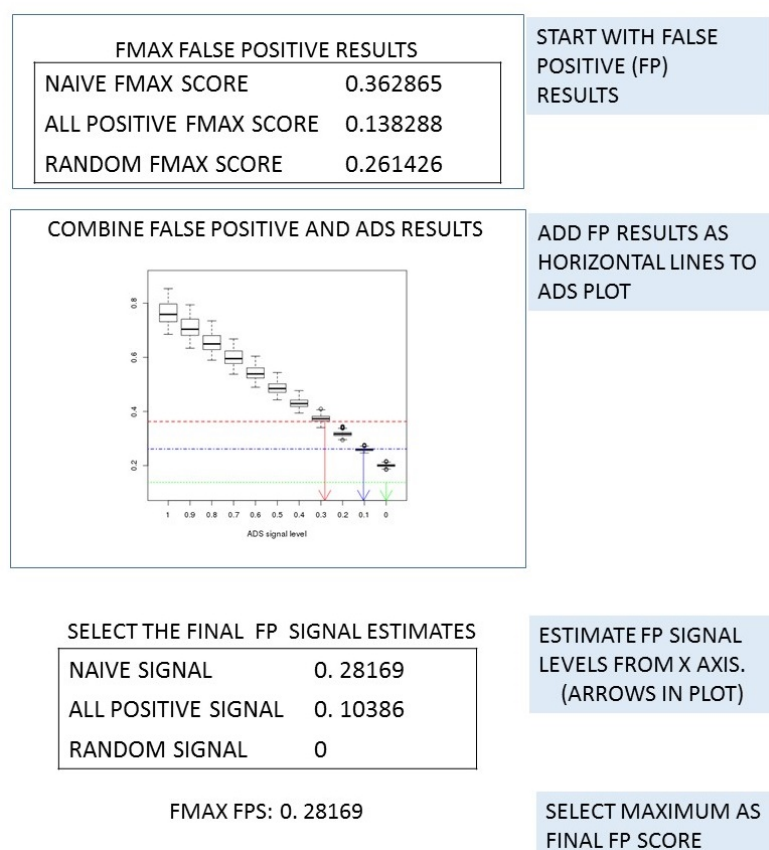 FMAX FALSE POSITIVE RESULTS
NAIVE FMAX SCORE 0.362865
ALL POSITIVE FMAX SCORE 0.138288
RANDOM FMAX SCORE 0.261426
START WITH FALSE
POSITIVE (FP)
RESULTS
COMBINE FALSE POSITIVE AND ADS RESULTS
0.8
0.6
0.4
0.2
1 0.9 0.8 0.7 0.6 0.5 0.4 0.3 0.2 0.1 0
ADS signal level
ADD FP RESULTS AS
HORIZONTAL LINES TO
ADS PLOT
SELECT THE FINAL FP SIGNAL ESTIMATES
NAIVE SIGNAL 0. 28169
ALL POSITIVE SIGNAL 0. 10386
RANDOM SIGNAL 0
ESTIMATE FP SIGNAL
LEVELS FROM X AXIS.
(ARROWS IN PLOT)
FMAX FPS: 0. 28169
SELECT MAXIMUM AS
FINAL FP SCORE